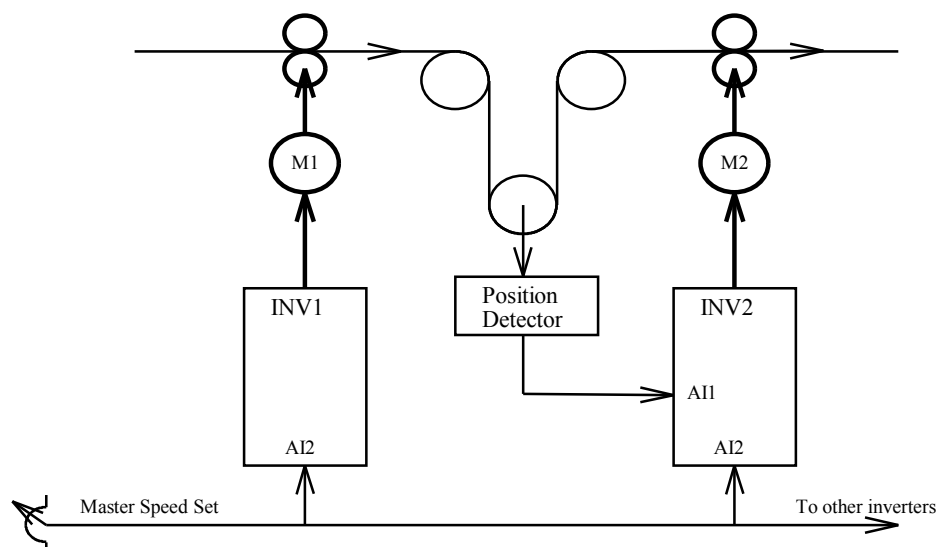 M1
M2
INV1
Position
Detector
INV2
AI1
AI2
AI2
Master Speed Set
To other inverters